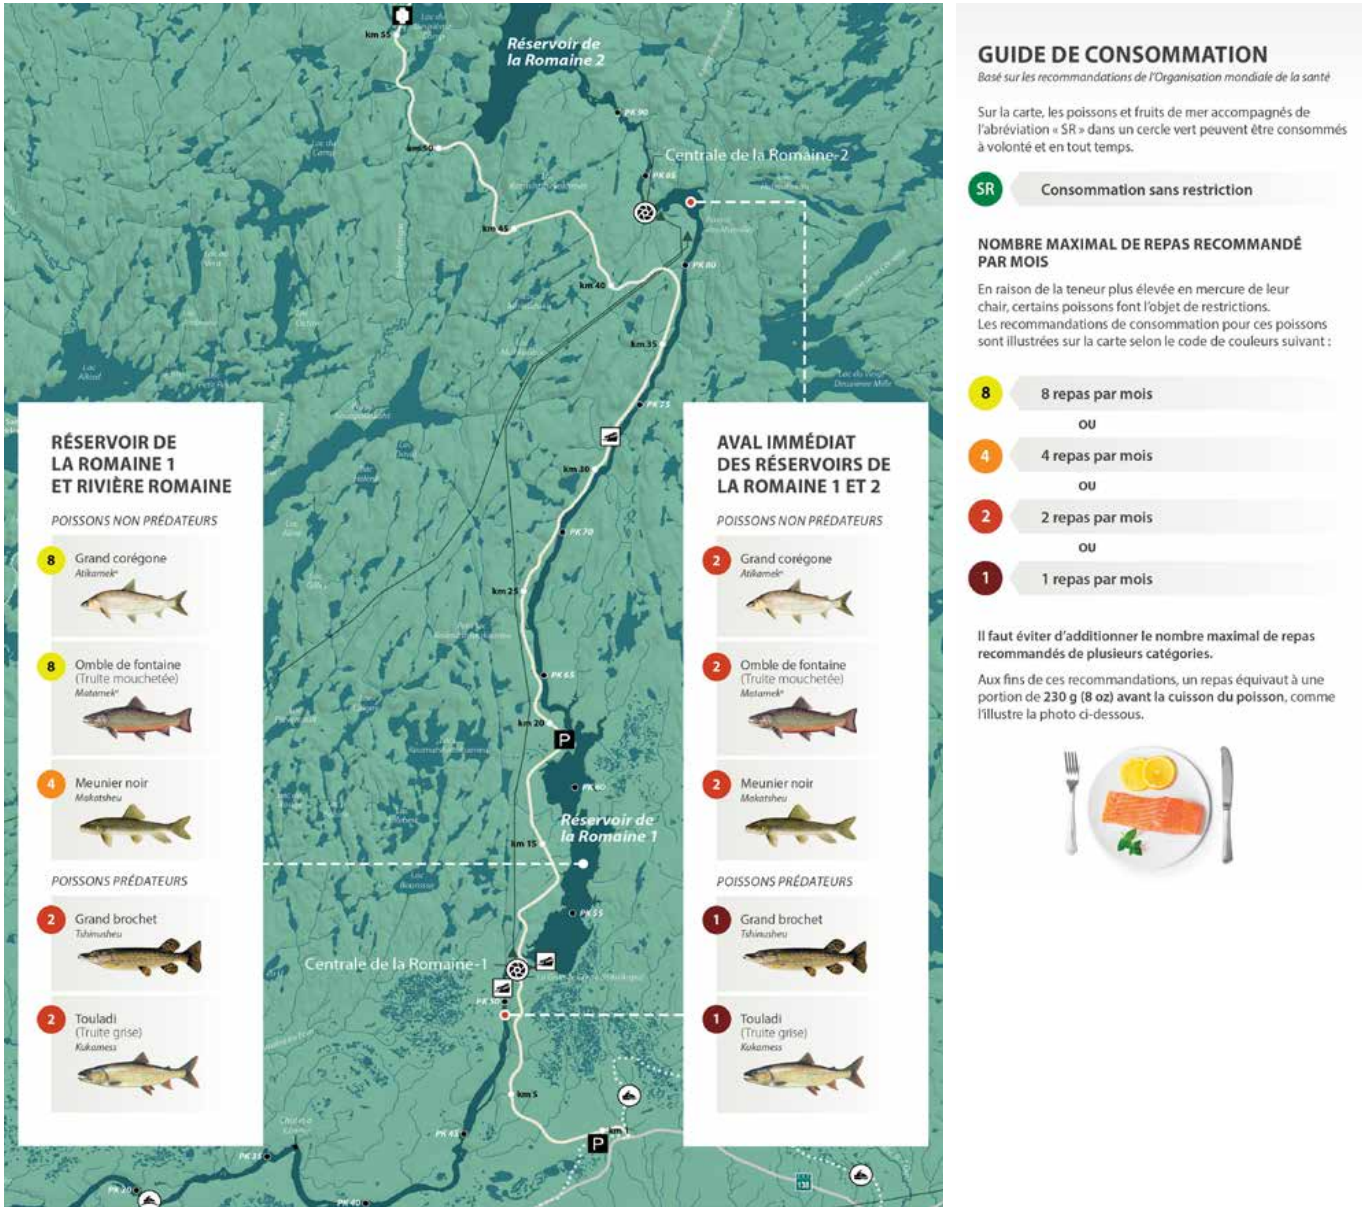 km 55
Réservoir de
la Romaine 2
PK 90
km 50
Centrale de la Romaine-2
PK 85
km 45
PK 80
km 40
km 35
PK 75
km 30
PK 70
km 25
PK 65
km 20
P
PK 60
Réservoir de
la Romaine 1
km 15
PK 55
Centrale de la Romaine-1
PK 50
km 5
PK 45
P
PK 35
PK 30
PK 40
138
Lac
Allard
RÉSERVOIR DE
LA ROMAINE 1
ET RIVIÈRE ROMAINE
POISSONS NON PRÉDATEURS
8 Grand corégone
Atikamekᵘ
8 Omble de fontaine
(Truite mouchetée)
Matamekᵘ
4 Meunier noir
Makatsheu
POISSONS PRÉDATEURS
2 Grand brochet
Tshinusheu
2 Touladi
(Truite grise)
Kukamess
AVAL IMMÉDIAT
DES RÉSERVOIRS DE
LA ROMAINE 1 ET 2
POISSONS NON PRÉDATEURS
2 Grand corégone
Atikamekᵘ
2 Omble de fontaine
(Truite mouchetée)
Matamekᵘ
2 Meunier noir
Makatsheu
POISSONS PRÉDATEURS
1 Grand brochet
Tshinusheu
1 Touladi
(Truite grise)
Kukamess
GUIDE DE CONSOMMATION
Basé sur les recommandations de l'Organisation mondiale de la santé
Sur la carte, les poissons et fruits de mer accompagnés de
l'abréviation « SR » dans un cercle vert peuvent être consommés
à volonté et en tout temps.
SR Consommation sans restriction
NOMBRE MAXIMAL DE REPAS RECOMMANDÉ
PAR MOIS
En raison de la teneur plus élevée en mercure de leur
chair, certains poissons font l'objet de restrictions.
Les recommandations de consommation pour ces poissons
sont illustrées sur la carte selon le code de couleurs suivant :
8 8 repas par mois
OU
4 4 repas par mois
OU
2 2 repas par mois
OU
1 1 repas par mois
Il faut éviter d'additionner le nombre maximal de repas
recommandés de plusieurs catégories.
Aux fins de ces recommandations, un repas équivaut à une
portion de 230 g (8 oz) avant la cuisson du poisson, comme
l'illustre la photo ci-dessous.